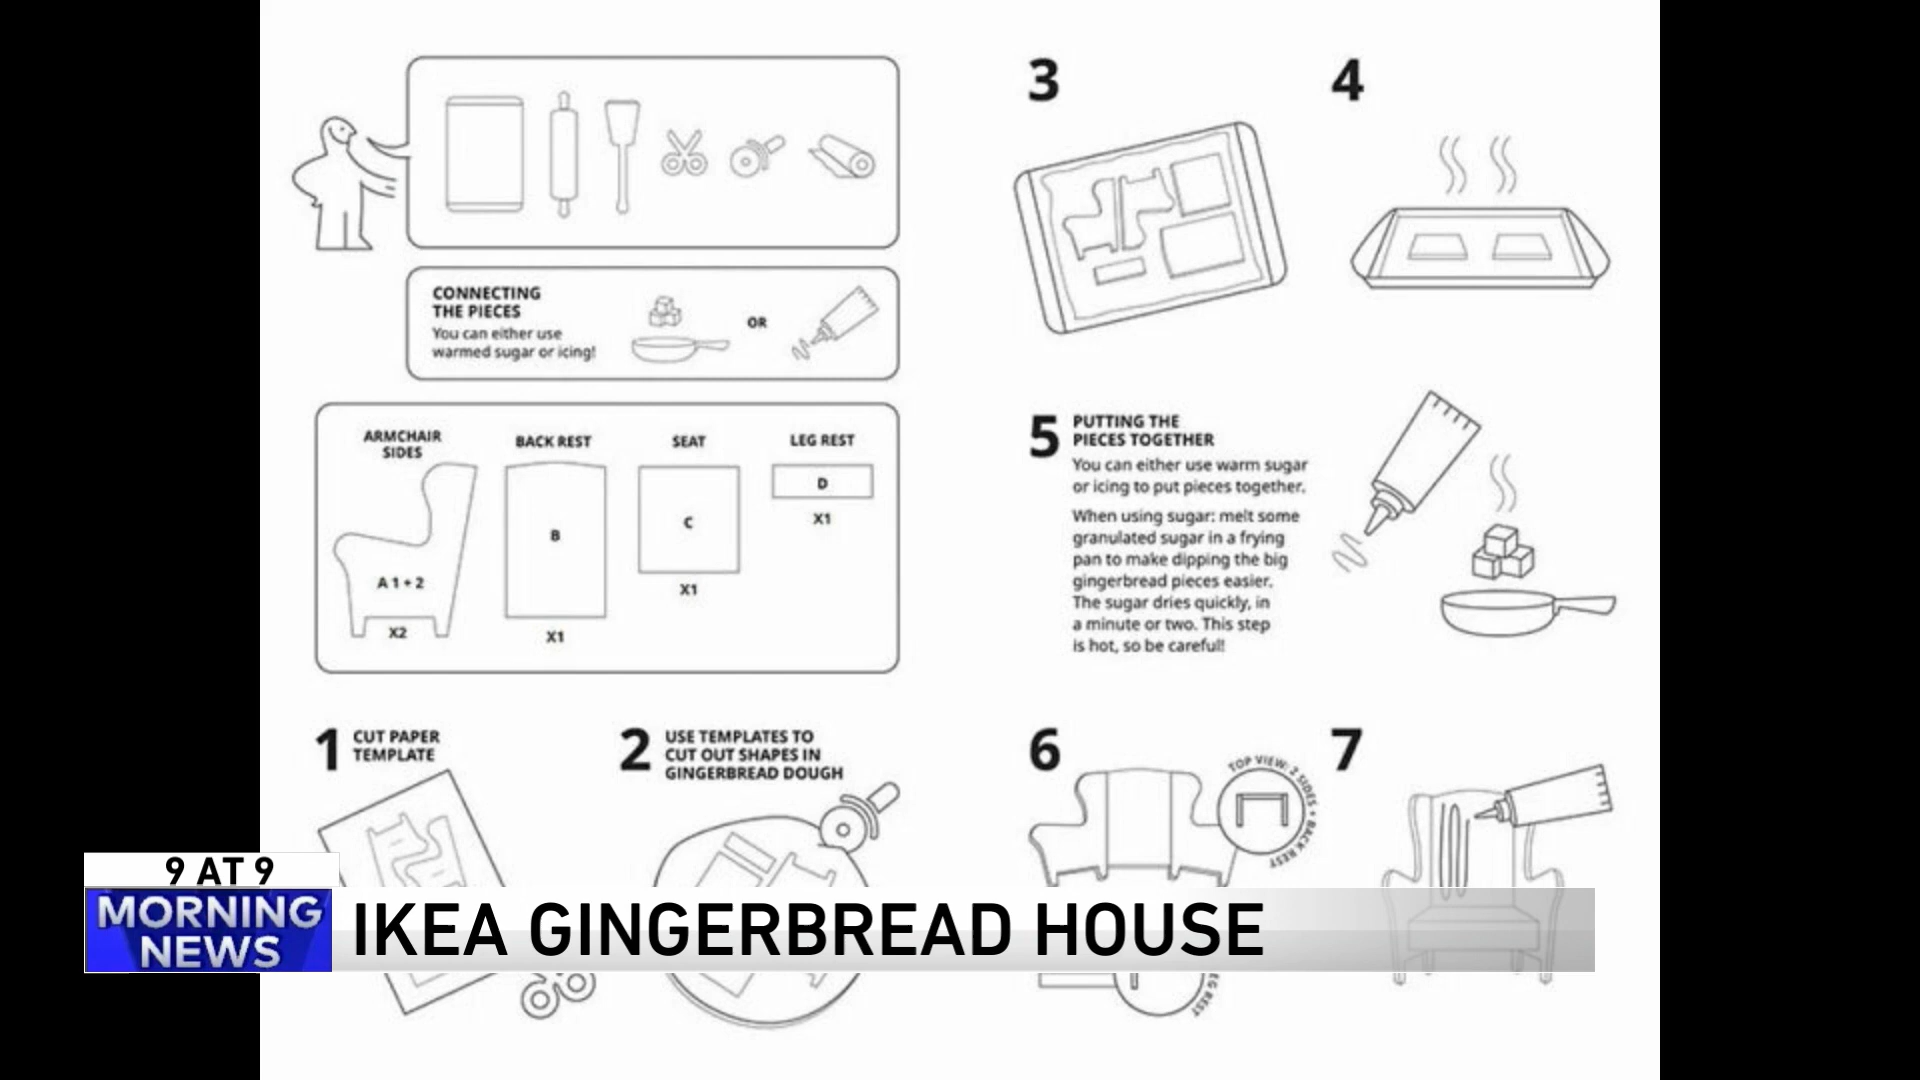 CONNECTING
THE PIECES
You can either use
warmed sugar or icing!
OR
ARMCHAIR
SIDES
A 1 + 2
X2
BACK REST
B
X1
SEAT
C
X1
LEG REST
D
X1
1 CUT PAPER
TEMPLATE
2 USE TEMPLATES TO
CUT OUT SHAPES IN
GINGERBREAD DOUGH
3
4
5 PUTTING THE
PIECES TOGETHER
You can either use warm sugar
or icing to put pieces together.
When using sugar: melt some
granulated sugar in a frying
pan to make dipping the big
gingerbread pieces easier.
The sugar dries quickly, in
a minute or two. This step
is hot, so be careful!
6
TOP VIEW: 2 SIDES + BACK REST
REST
7
9 AT 9
MORNING
NEWS
IKEA GINGERBREAD HOUSE